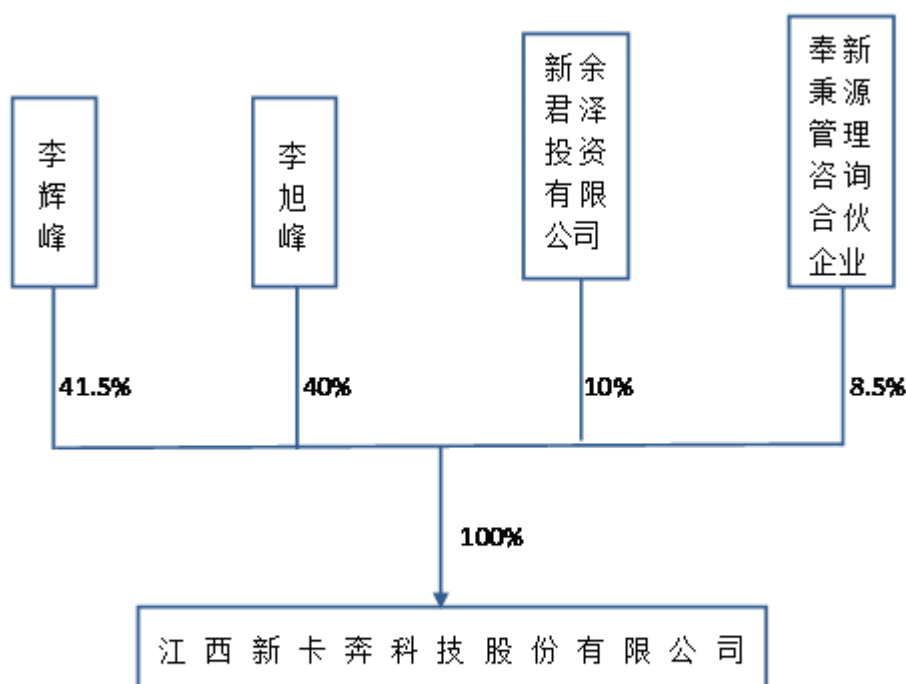 李
辉
峰
李
旭
峰
新余
君泽
投资
有限
公司
奉新
秉源
管理
咨询
合伙
企业
41.5%
40%
10%
8.5%
100%
江西新卡奔科技股份有限公司